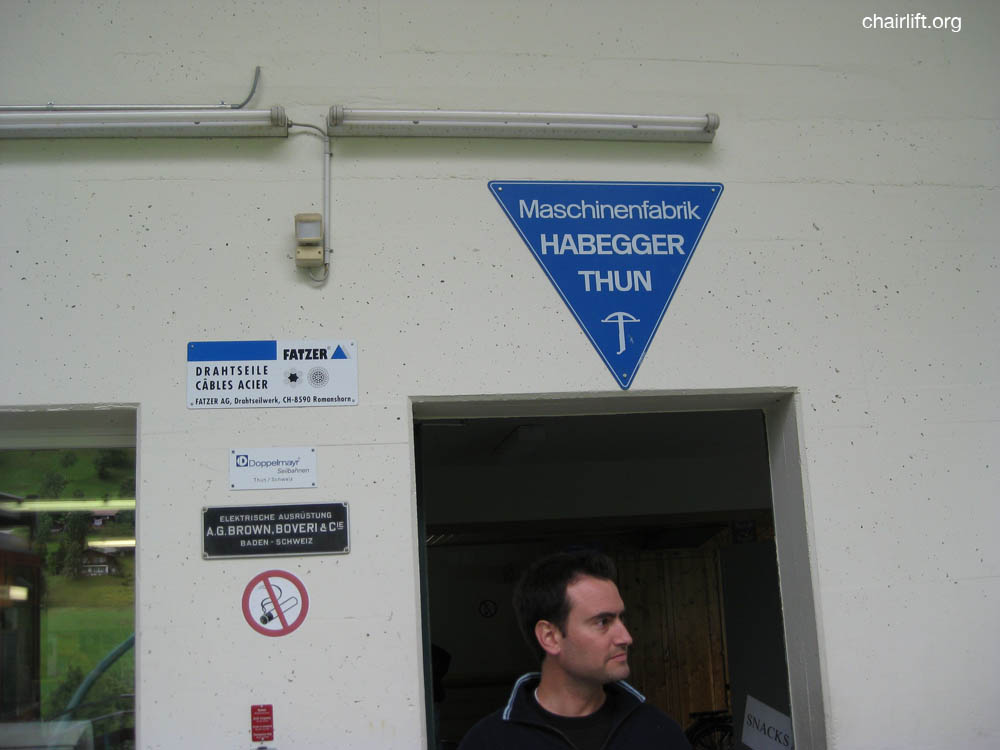 chairlift.org
Maschinenfabrik
HABEGGER
THUN
FATZER
DRAHTSEILE
CÂBLES ACIER
FATZER AG, Drahtseilwerk, CH-8590 Romanshorn
Doppelmayr
Seilbahnen
Thun / Schweiz
ELEKTRISCHE AUSRÜSTUNG
A.G. BROWN, BOVERI & CIE
BADEN - SCHWEIZ
SNACKS